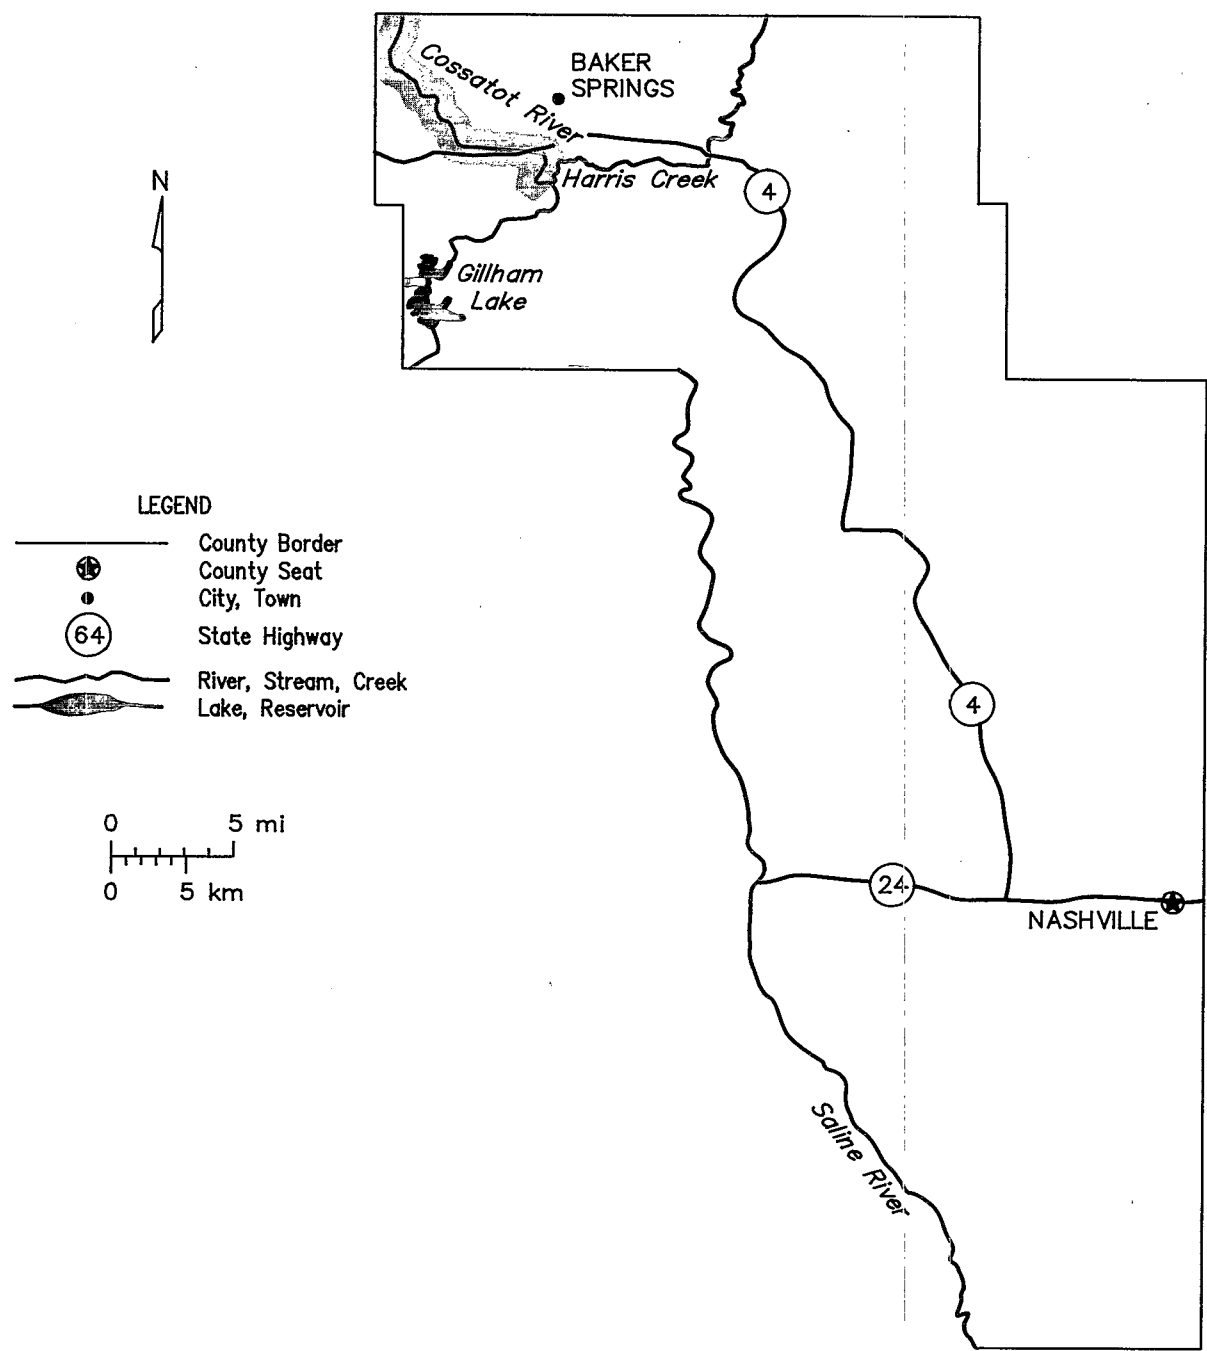 Cossatot River
BAKER
SPRINGS
Harris Creek
4
N
Gillham
Lake
LEGEND
County Border
County Seat
City, Town
64
State Highway
River, Stream, Creek
Lake, Reservoir
4
0 5 mi
0 5 km
24
NASHVILLE
Saline River